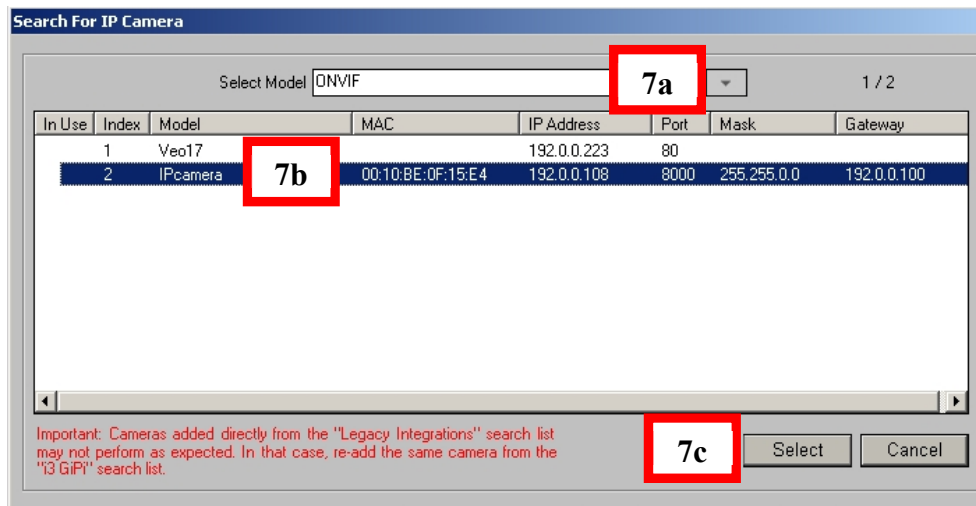 Search For IP Camera
Select Model ONVIF 7a 1 / 2
In Use Index Model MAC IP Address Port Mask Gateway
1 Veo17 192.0.0.223 80
2 IPcamera 7b 00:10:BE:0F:15:E4 192.0.0.108 8000 255.255.0.0 192.0.0.100
Important: Cameras added directly from the "Legacy Integrations" search list
may not perform as expected. In that case, re-add the same camera from the
"i3 GiPi" search list.
7c Select Cancel